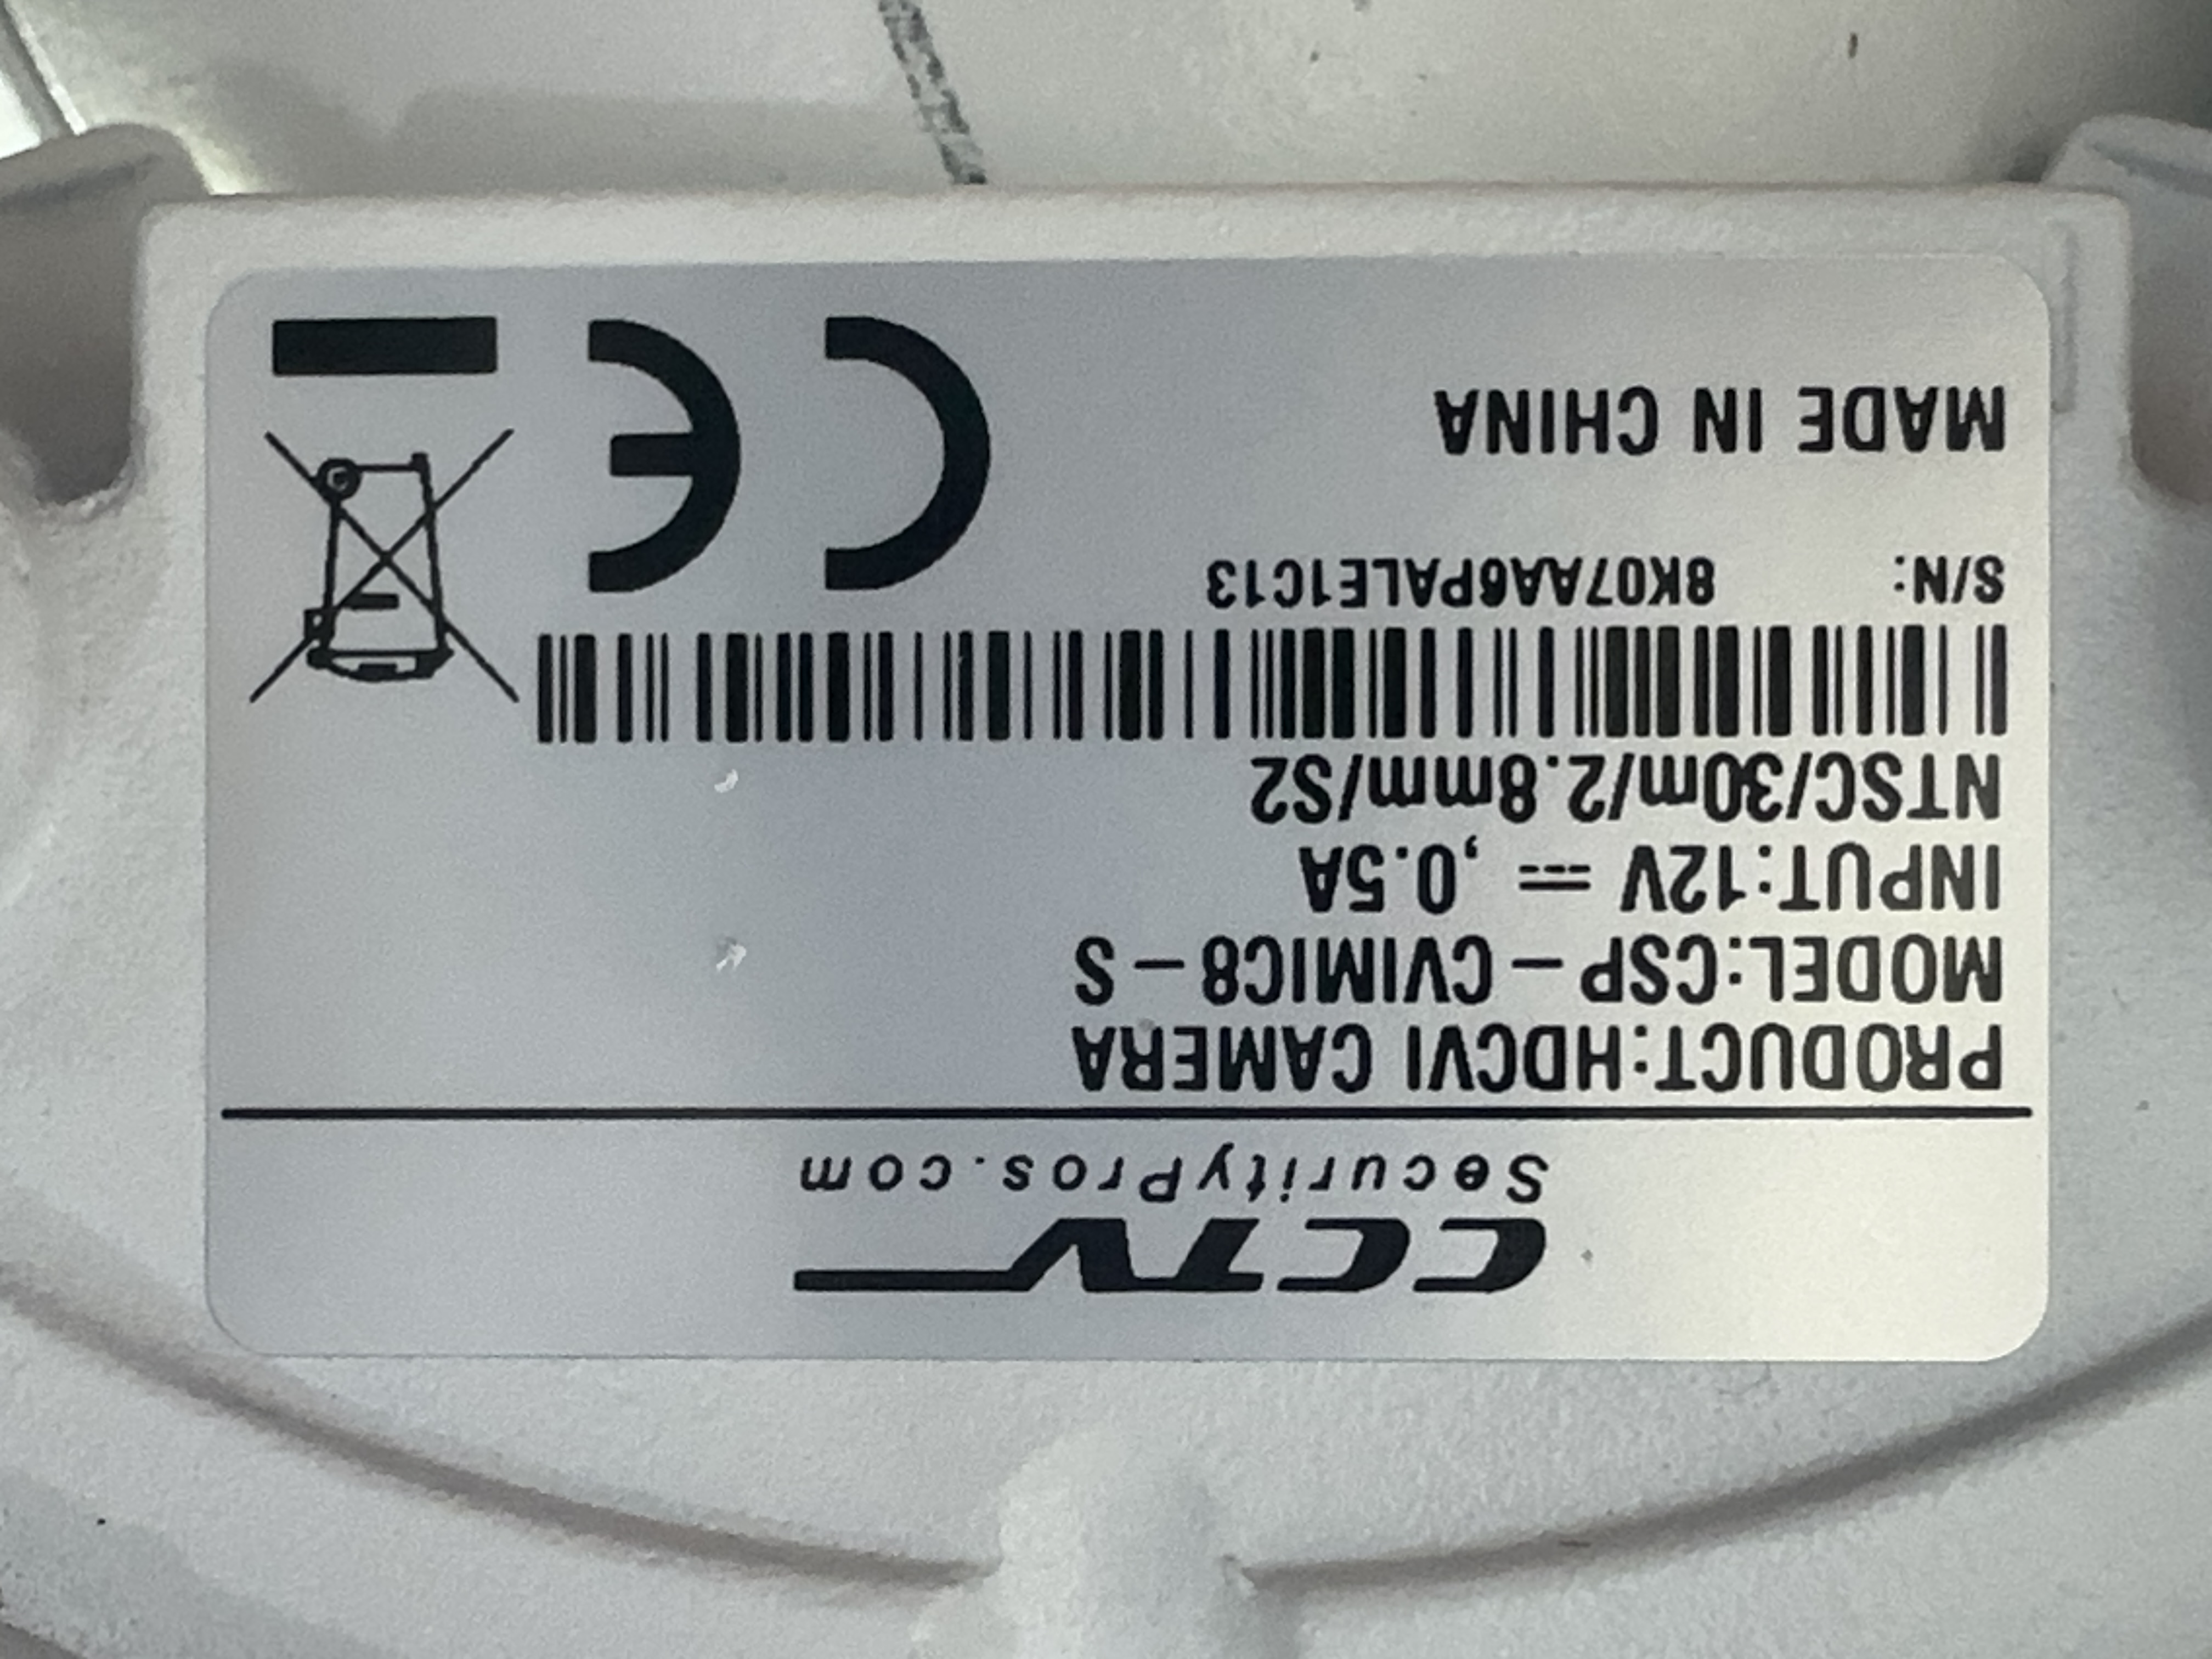 CCTV
SecurityPros.com
PRODUCT:HDCVI CAMERA
MODEL:CSP-CVIMIC8-S
INPUT:12V ⎓ ,0.5A
NTSC/30m/2.8mm/S2
S/N: 8K07AA6PALE1C13
MADE IN CHINA
CE